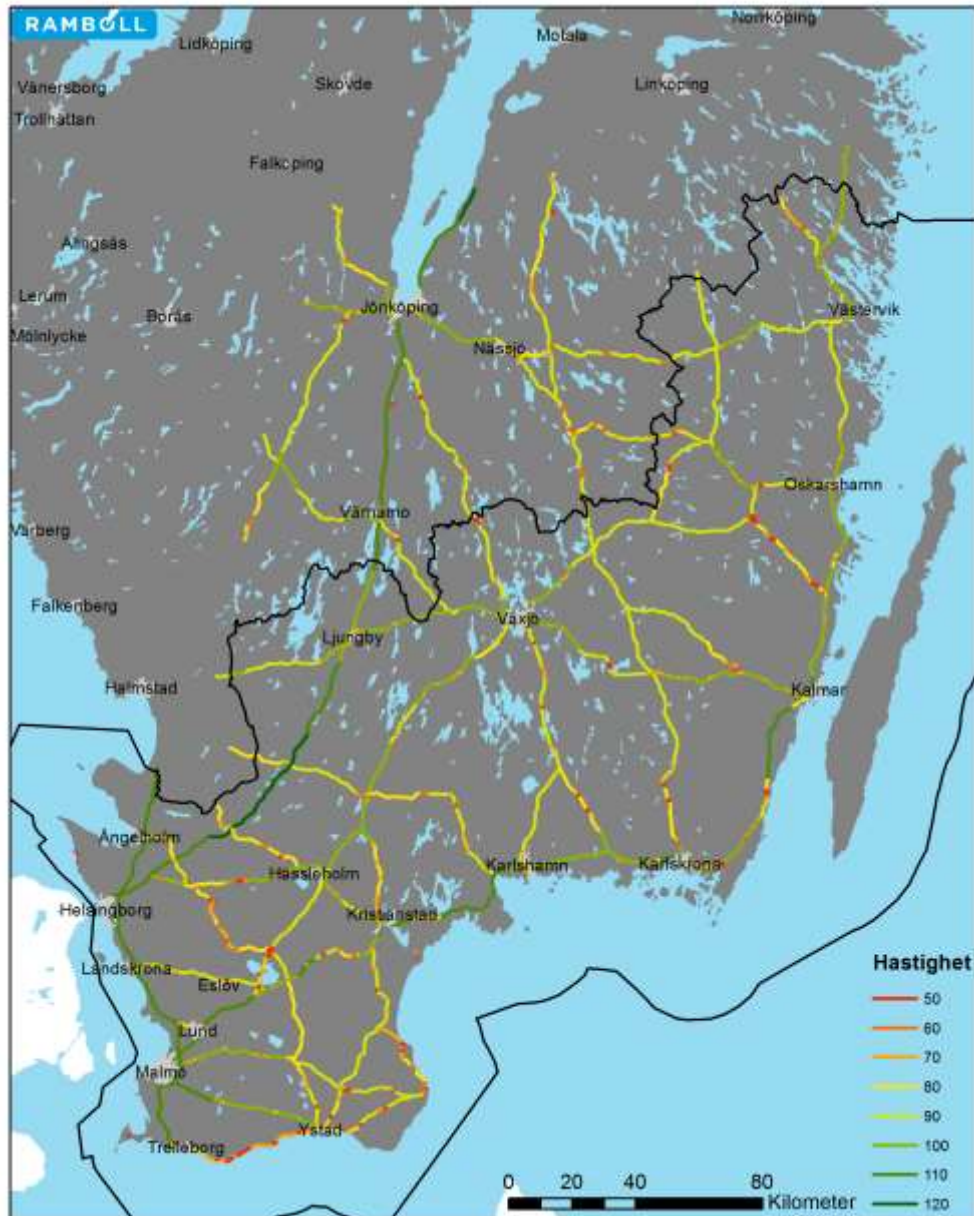 RAMBOLL
Norrköping
Lidköping
Motala
Vänersborg
Skövde
Linköping
Trollhättan
Falköping
Alingsås
Lerum
Borås
Jönköping
Västervik
Mölnlycke
Nässjö
Oskarshamn
Värnamo
Varberg
Falkenberg
Växjö
Ljungby
Halmstad
Kalmar
Ängelholm
Hässleholm
Karlshamn
Karlskrona
Helsingborg
Kristianstad
Landskrona
Eslöv
Hastighet
50
Lund
60
Malmö
70
80
90
Ystad
Trelleborg
100
110
120
0 20 40 80
Kilometer